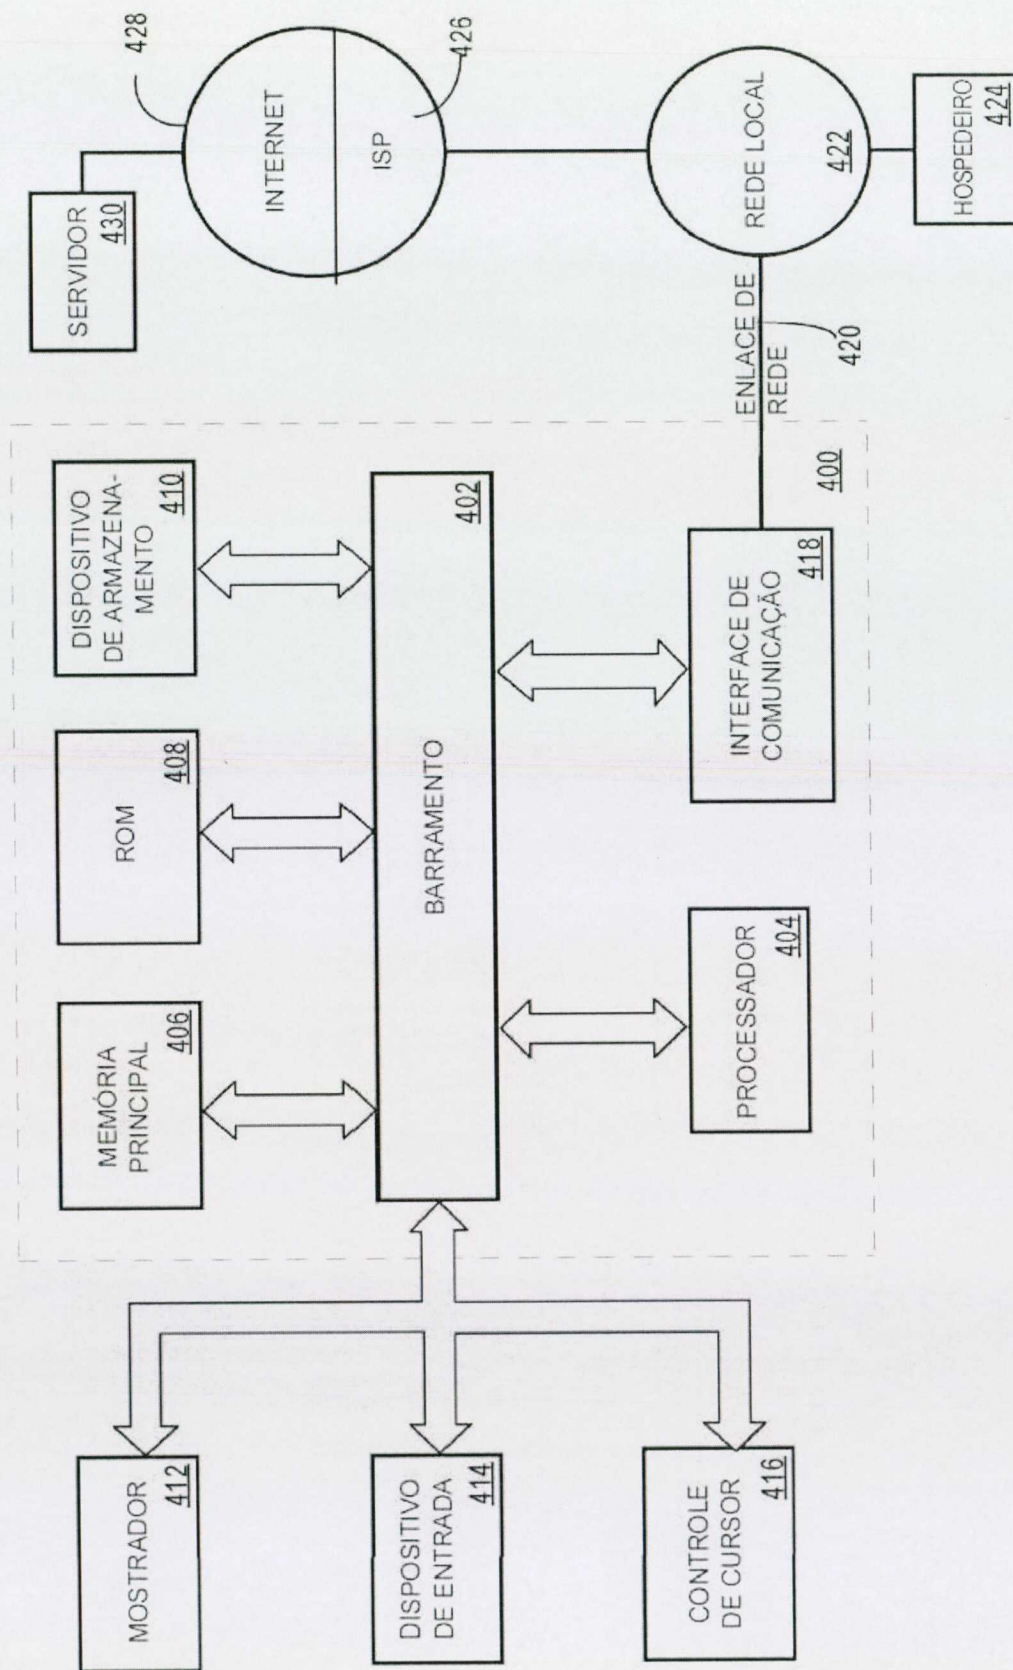 MOSTRADOR
412
DISPOSITIVO
DE ENTRADA
414
CONTROLE
DE CURSOR
416
MEMÓRIA
PRINCIPAL
406
ROM
408
DISPOSITIVO
DE ARMAZENA-
MENTO
410
BARRAMENTO
402
PROCESSADOR
404
INTERFACE DE
COMUNICAÇÃO
418
400
SERVIDOR
430
428
INTERNET
ISP
426
ENLACE DE
REDE
420
REDE LOCAL
422
HOSPEDEIRO
424